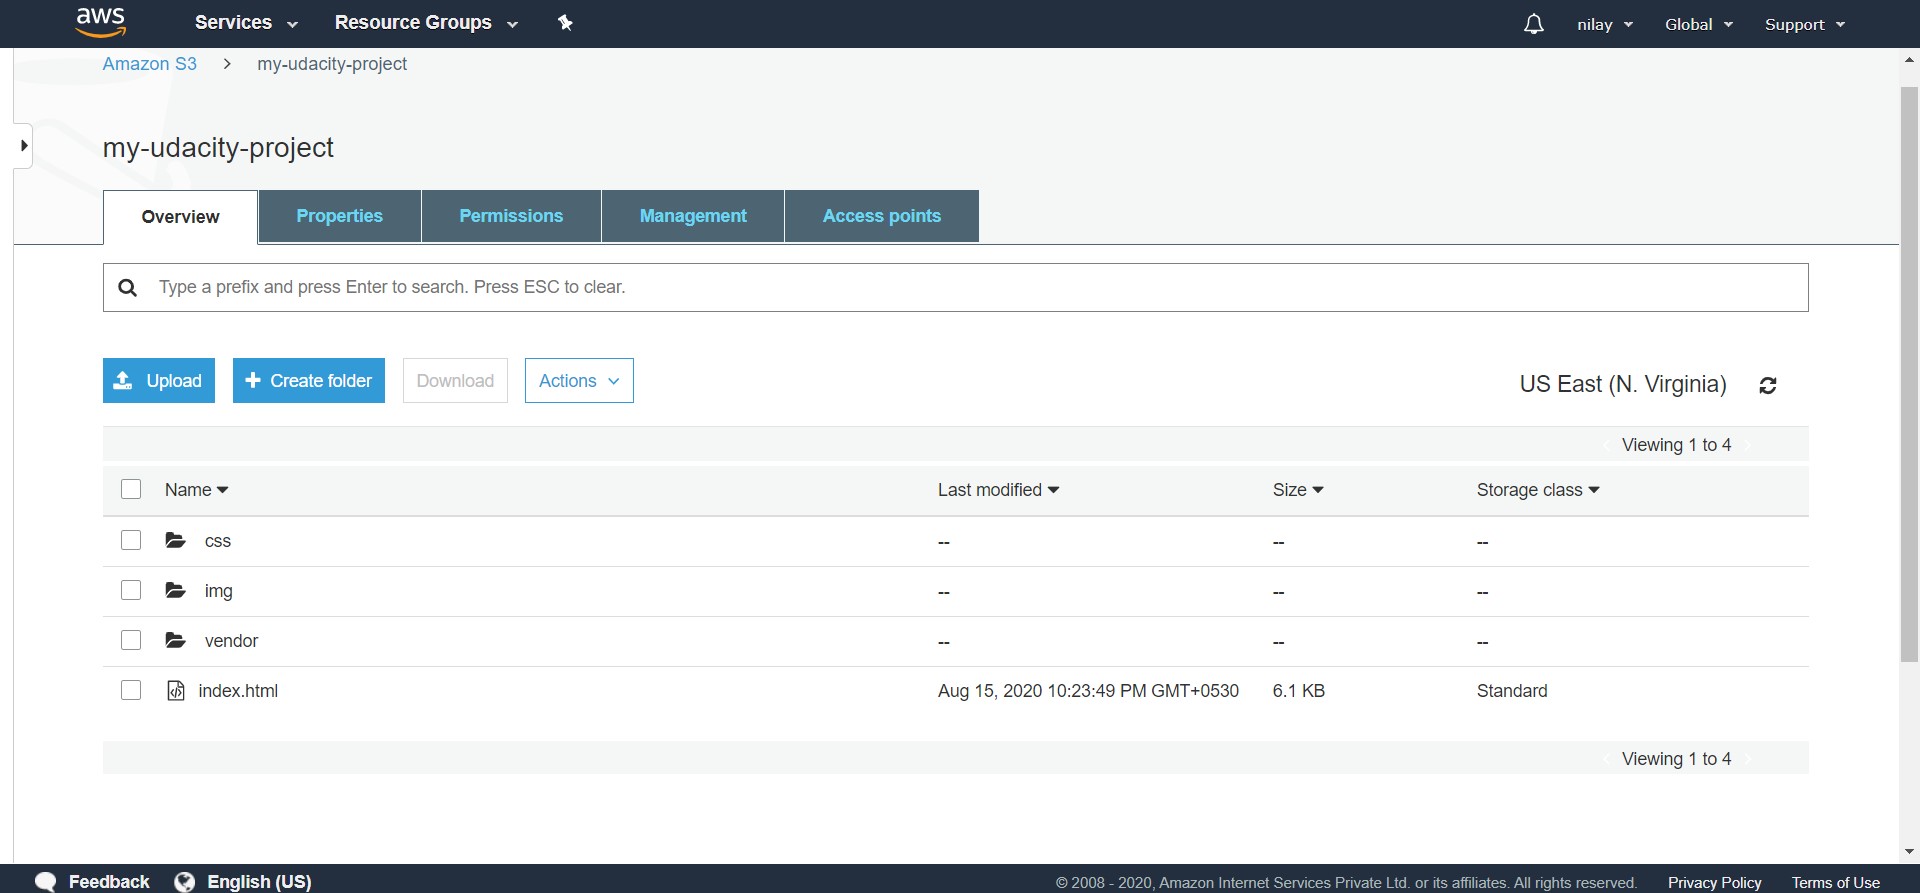 aws Services Resource Groups nilay Global Support
Amazon S3 > my-udacity-project
my-udacity-project
Overview Properties Permissions Management Access points
Type a prefix and press Enter to search. Press ESC to clear.
Upload + Create folder Download Actions US East (N. Virginia)
Viewing 1 to 4
Name Last modified Size Storage class
css -- -- --
img -- -- --
vendor -- -- --
index.html Aug 15, 2020 10:23:49 PM GMT+0530 6.1 KB Standard
Viewing 1 to 4
Feedback English (US) © 2008 - 2020, Amazon Internet Services Private Ltd. or its affiliates. All rights reserved. Privacy Policy Terms of Use